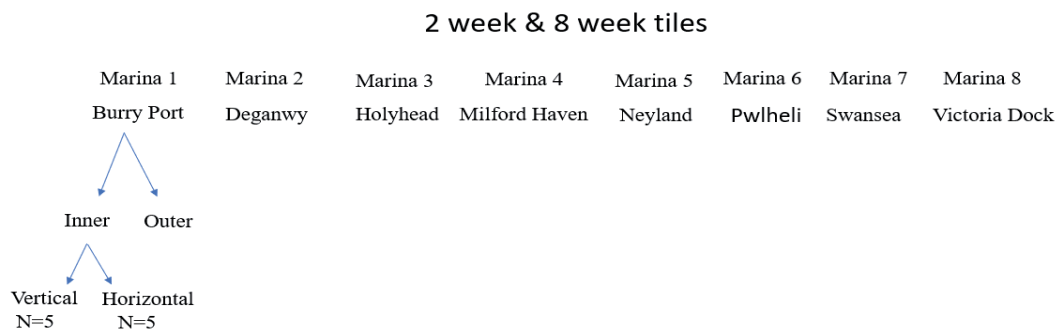 2 week & 8 week tiles
Marina 1 Marina 2 Marina 3 Marina 4 Marina 5 Marina 6 Marina 7 Marina 8
Burry Port Deganwy Holyhead Milford Haven Neyland Pwlheli Swansea Victoria Dock
Inner Outer
Vertical Horizontal
N=5 N=5